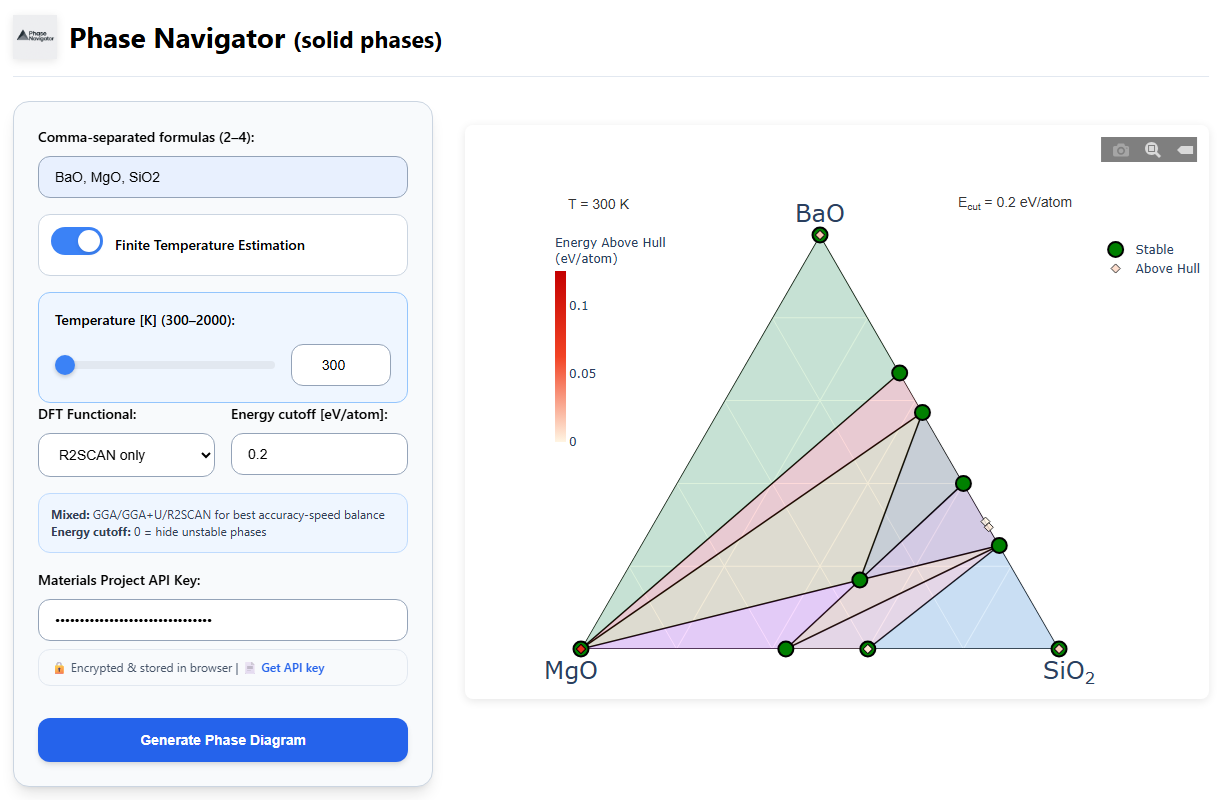 Phase
Navigator
Phase Navigator (solid phases)
Comma-separated formulas (2–4):
BaO, MgO, SiO2
Finite Temperature Estimation
Temperature [K] (300–2000):
300
DFT Functional:
Energy cutoff [eV/atom]:
R2SCAN only
0.2
Mixed: GGA/GGA+U/R2SCAN for best accuracy-speed balance
Energy cutoff: 0 = hide unstable phases
Materials Project API Key:
•••••••••••••••••••••••••••••••
🔒 Encrypted & stored in browser | 📄 Get API key
Generate Phase Diagram
T = 300 K
Ecut = 0.2 eV/atom
BaO
Energy Above Hull
(eV/atom)
0.1
0.05
0
Stable
Above Hull
MgO
SiO2